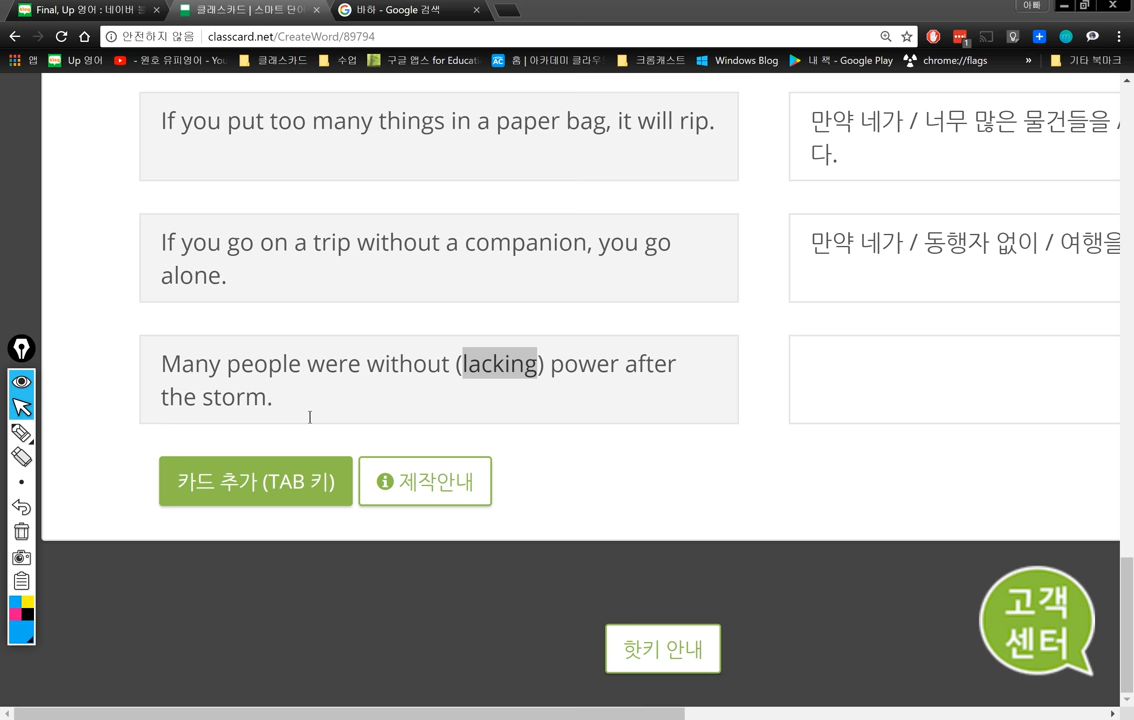 Final, Up 영어 : 네이버 블
클래스카드 | 스마트 단어
바하 - Google 검색
아빠
안전하지 않음 classcard.net/CreateWord/89794
앱 Up 영어 - 원호 유피영어 - You 클래스카드 수업 구글 앱스 for Educati 홈 | 아카데미 클라우드 크롬캐스트 Windows Blog 내 책 - Google Play chrome://flags » 기타 북마크
If you put too many things in a paper bag, it will rip.
만약 네가 / 너무 많은 물건들을 /
다.
If you go on a trip without a companion, you go
alone.
만약 네가 / 동행자 없이 / 여행을
Many people were without (lacking) power after
the storm.
카드 추가 (TAB 키)
제작안내
고객
센터
핫키 안내